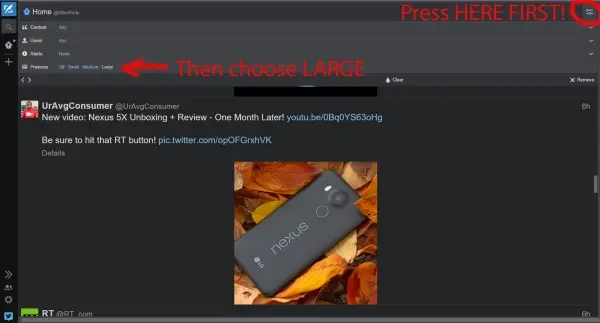 Home
Press HERE FIRST!
Content Any
Users Any
Alerts None
Previews Off Small Medium Large
Then choose LARGE
Clear Remove
UrAvgConsumer @UrAvgConsumer 6h
New video: Nexus 5X Unboxing + Review - One Month Later! youtu.be/0Bq0YS63oHg
Be sure to hit that RT button! pic.twitter.com/opOFGrxhVK
Details
nexus
LG
RT @RT_com 6h